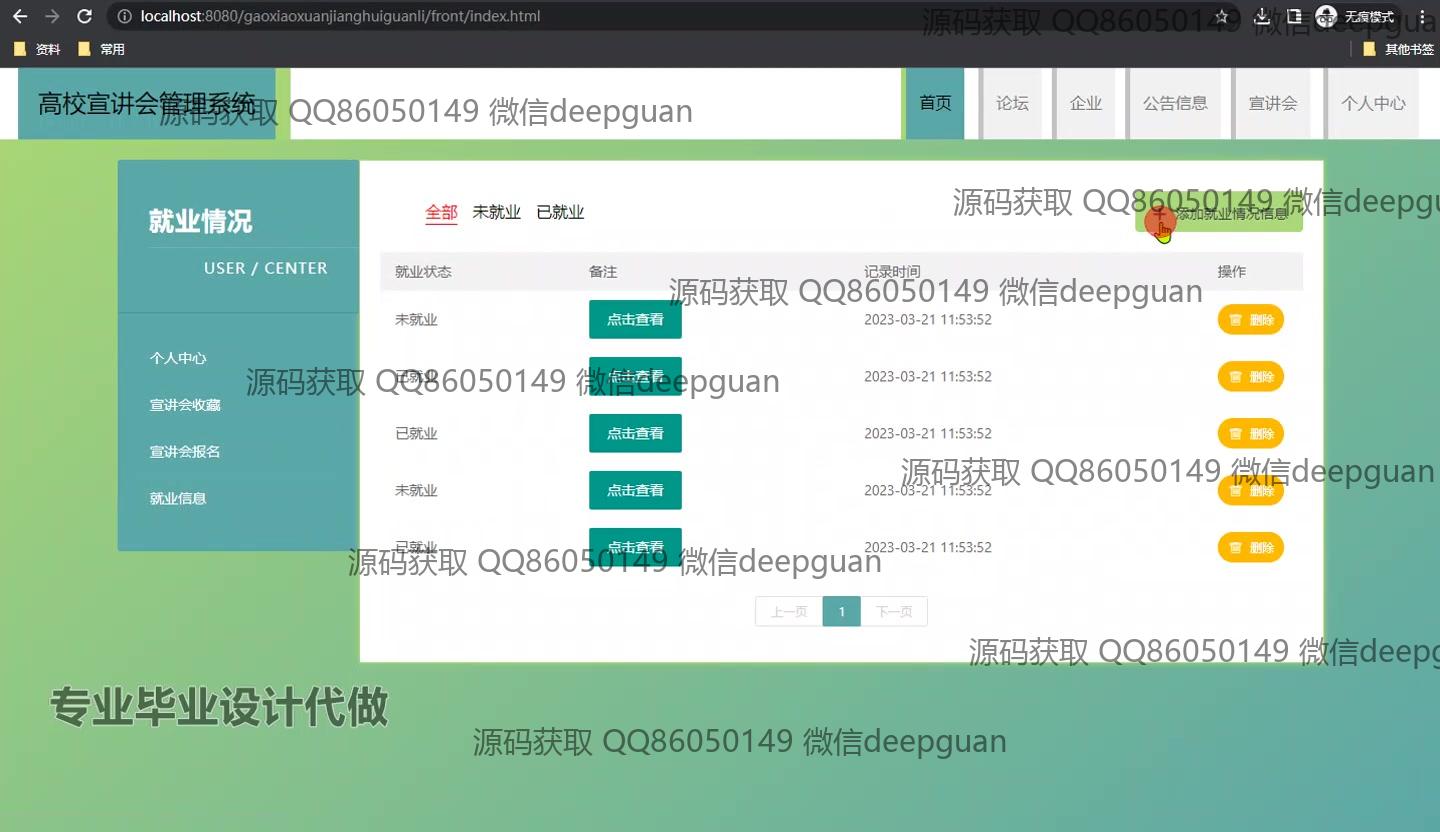 localhost:8080/gaoxiaoxuanjianghuiguanli/front/index.html
无痕模式
资料 常用 其他书签
源码获取 QQ86050149 微信deepgua
高校宣讲会管理系统
源码获取 QQ86050149 微信deepguan
首页 论坛 企业 公告信息 宣讲会 个人中心
就业情况
USER / CENTER
个人中心
宣讲会收藏
宣讲会报名
就业信息
全部 未就业 已就业
添加就业情况信息
源码获取 QQ86050149 微信deepgu
就业状态 备注 记录时间 操作
源码获取 QQ86050149 微信deepguan
未就业 点击查看 2023-03-21 11:53:52 删除
已就业 点击查看 2023-03-21 11:53:52 删除
源码获取 QQ86050149 微信deepguan
已就业 点击查看 2023-03-21 11:53:52 删除
源码获取 QQ86050149 微信deepguan
未就业 点击查看 2023-03-21 11:53:52 删除
已就业 点击查看 2023-03-21 11:53:52 删除
源码获取 QQ86050149 微信deepguan
上一页 1 下一页
源码获取 QQ86050149 微信deepg
专业毕业设计代做
源码获取 QQ86050149 微信deepguan